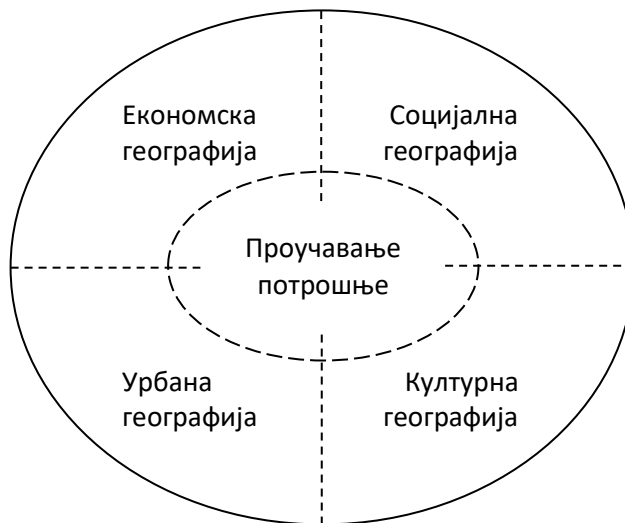 Економска
географија
Социјална
географија
Проучавање
потрошње
Урбана
географија
Културна
географија